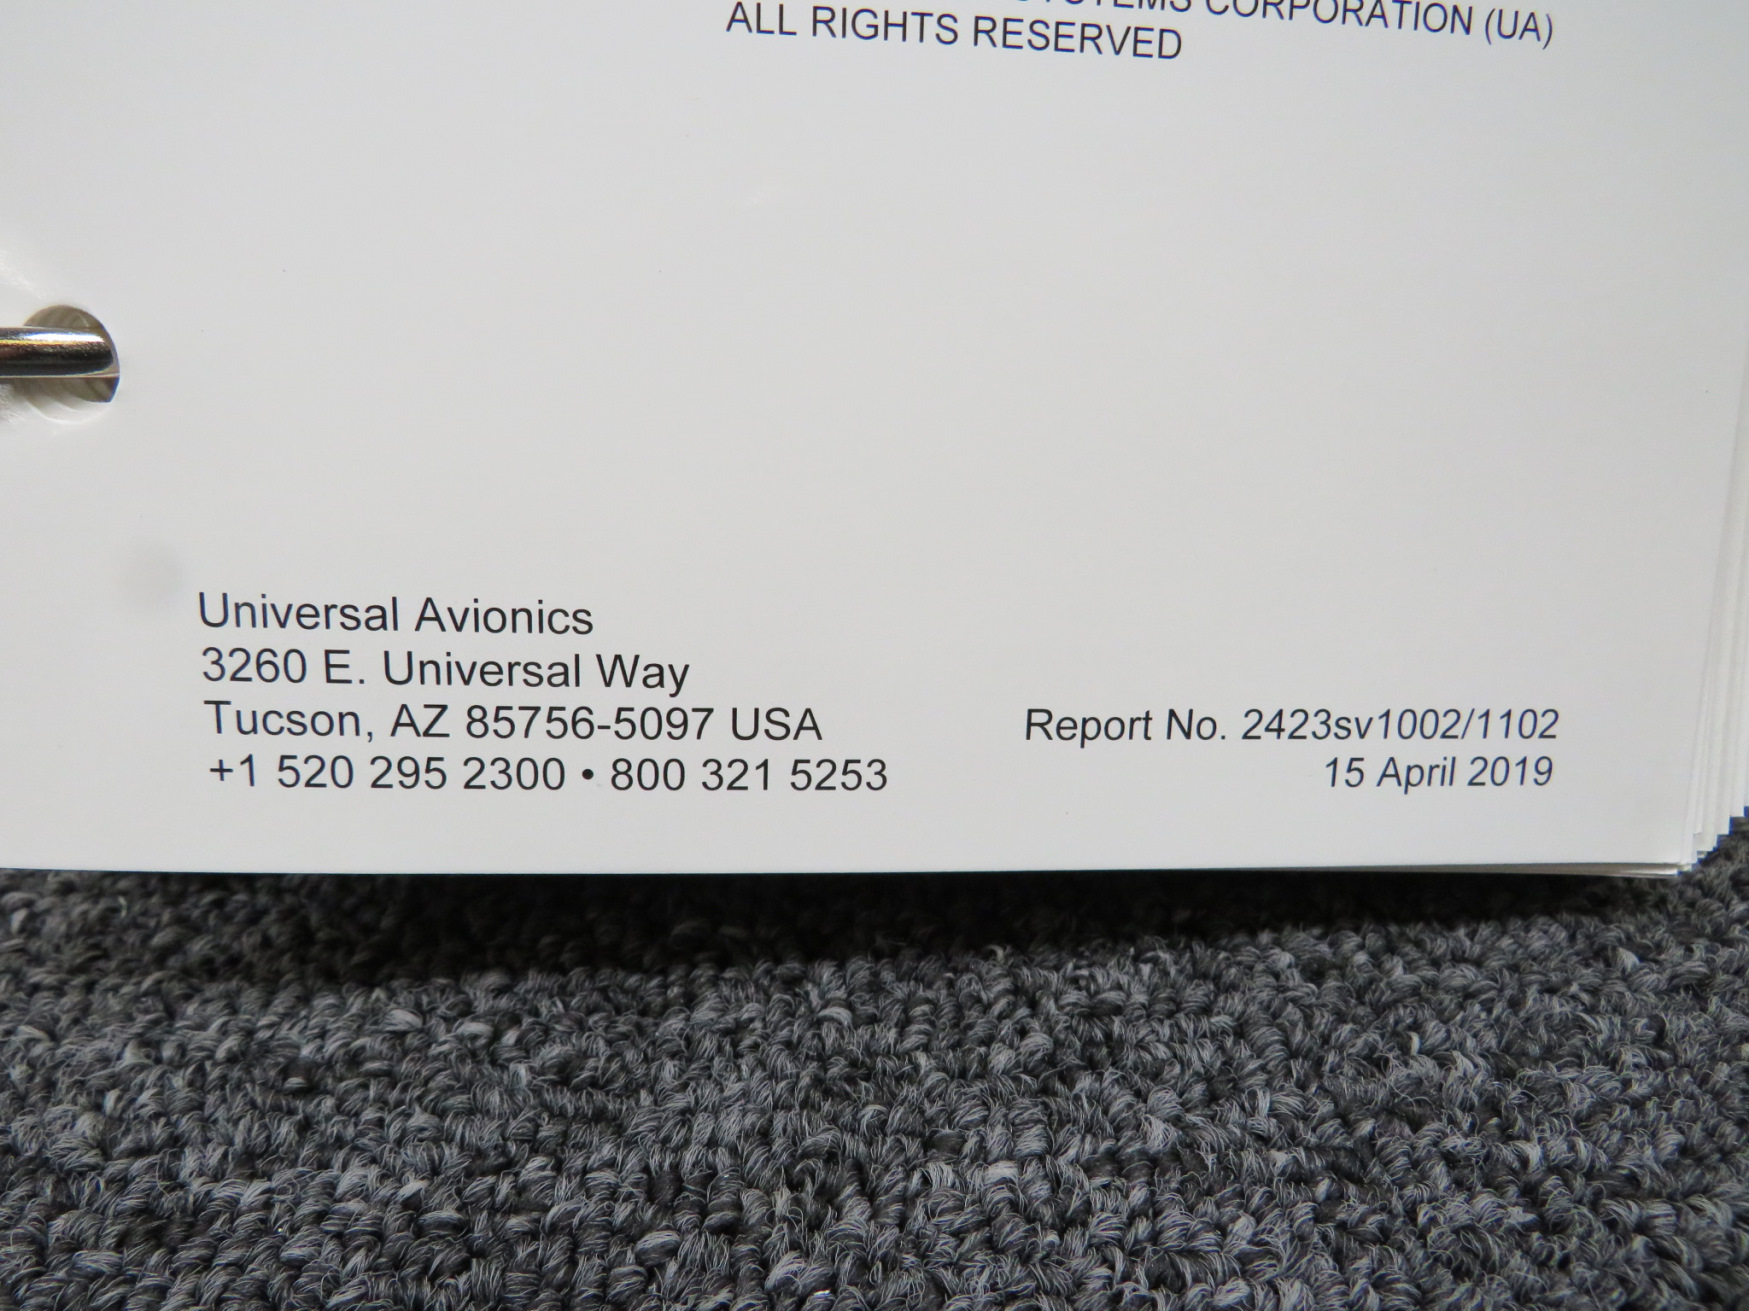 CORPORATION (UA)
ALL RIGHTS RESERVED
Universal Avionics
3260 E. Universal Way
Tucson, AZ 85756-5097 USA
+1 520 295 2300 • 800 321 5253
Report No. 2423sv1002/1102
15 April 2019